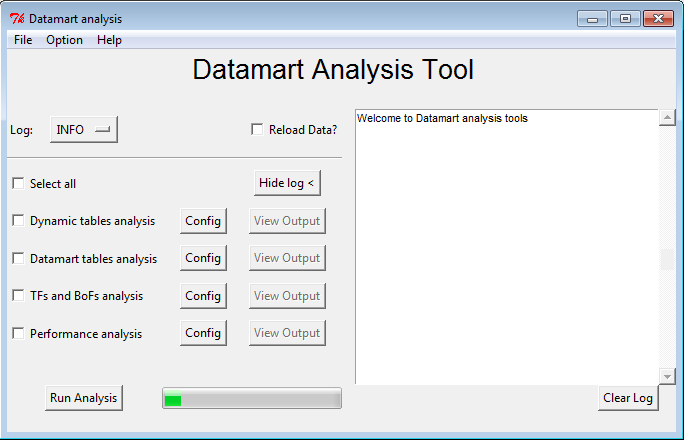 Datamart analysis
File Option Help
Datamart Analysis Tool
Log: INFO Reload Data?
Select all Hide log <
Dynamic tables analysis Config View Output
Datamart tables analysis Config View Output
TFs and BoFs analysis Config View Output
Performance analysis Config View Output
Run Analysis
Welcome to Datamart analysis tools
Clear Log